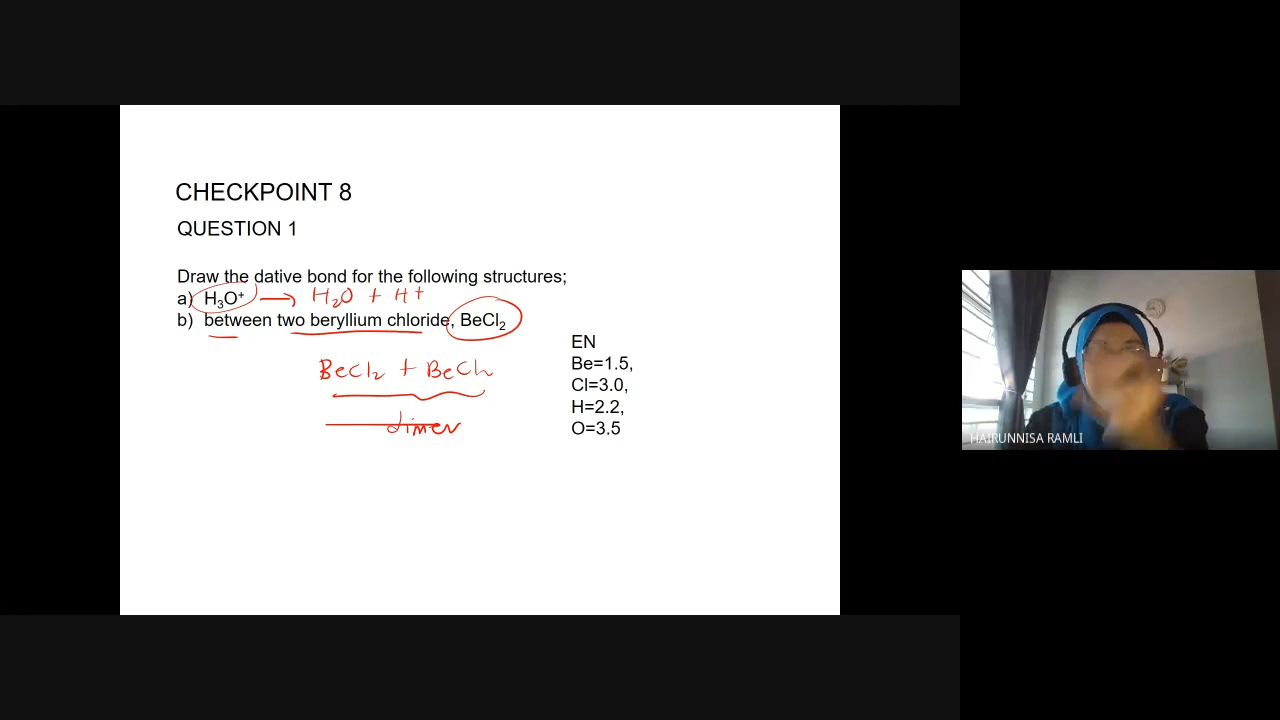 CHECKPOINT 8
QUESTION 1
Draw the dative bond for the following structures;
a) H₃O⁺ → H₂O + H⁺
b) between two beryllium chloride, BeCl₂
EN
Be=1.5,
Cl=3.0,
H=2.2,
O=3.5
BeCl₂ + BeCl₂
dimer
HAIRUNNISA RAMLI